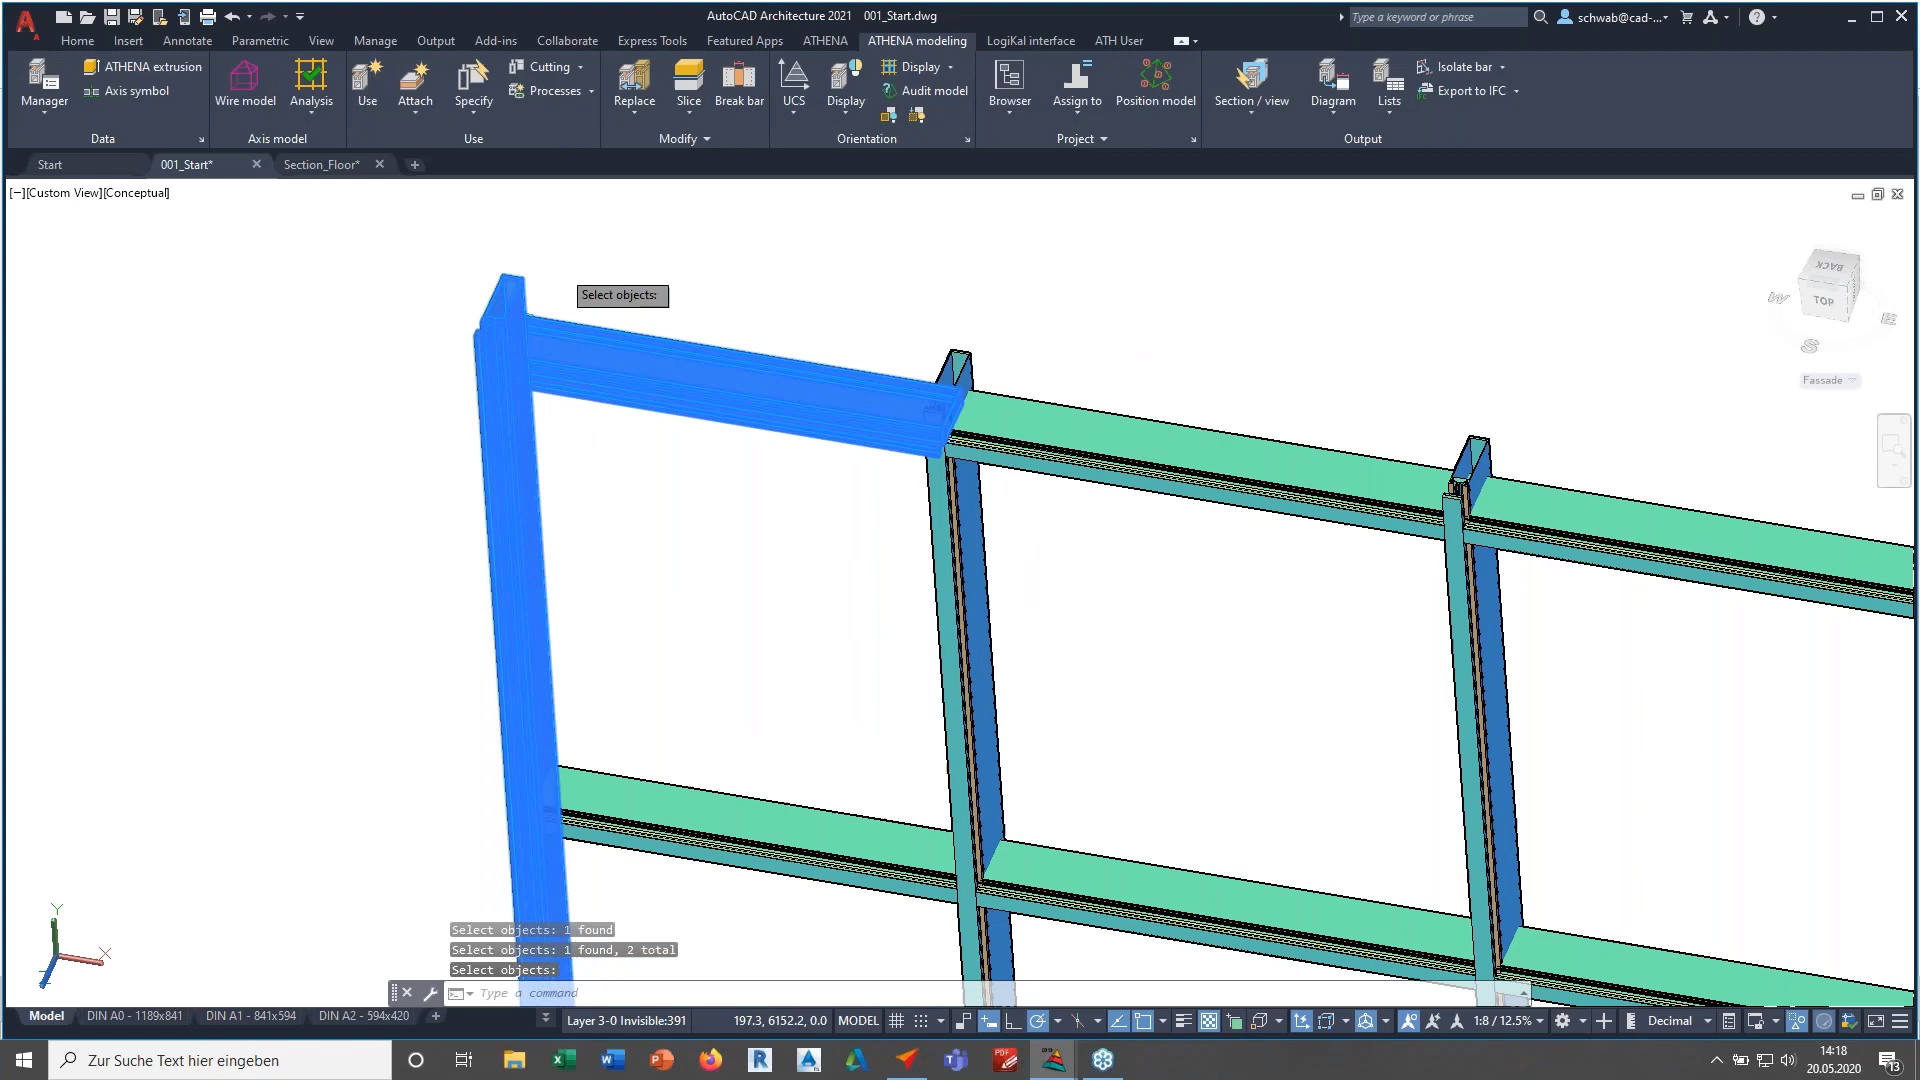 AutoCAD Architecture 2021 001_Start.dwg
Type a keyword or phrase
schwab@cad-...
Home Insert Annotate Parametric View Manage Output Add-ins Collaborate Express Tools Featured Apps ATHENA ATHENA modeling LogiKal interface ATH User
ATHENA extrusion
Cutting
Display
Isolate bar
Axis symbol
Processes
Audit model
Export to IFC
Manager Wire model Analysis Use Attach Specify Replace Slice Break bar UCS Display Browser Assign to Position model Section / view Diagram Lists
Data Axis model Use Modify Orientation Project Output
Start 001_Start* Section_Floor*
[−][Custom View][Conceptual]
Select objects:
BACK
TOP
W
E
S
Fassade
Y
X
Select objects: 1 found
Select objects: 1 found, 2 total
Select objects:
Type a command
Model DIN A0 - 1189x841 DIN A1 - 841x594 DIN A2 - 594x420
Layer 3-0 Invisible:391 197.3, 6152.2, 0.0 MODEL 1:8 / 12.5% Decimal
Zur Suche Text hier eingeben
14:18
20.05.2020
13